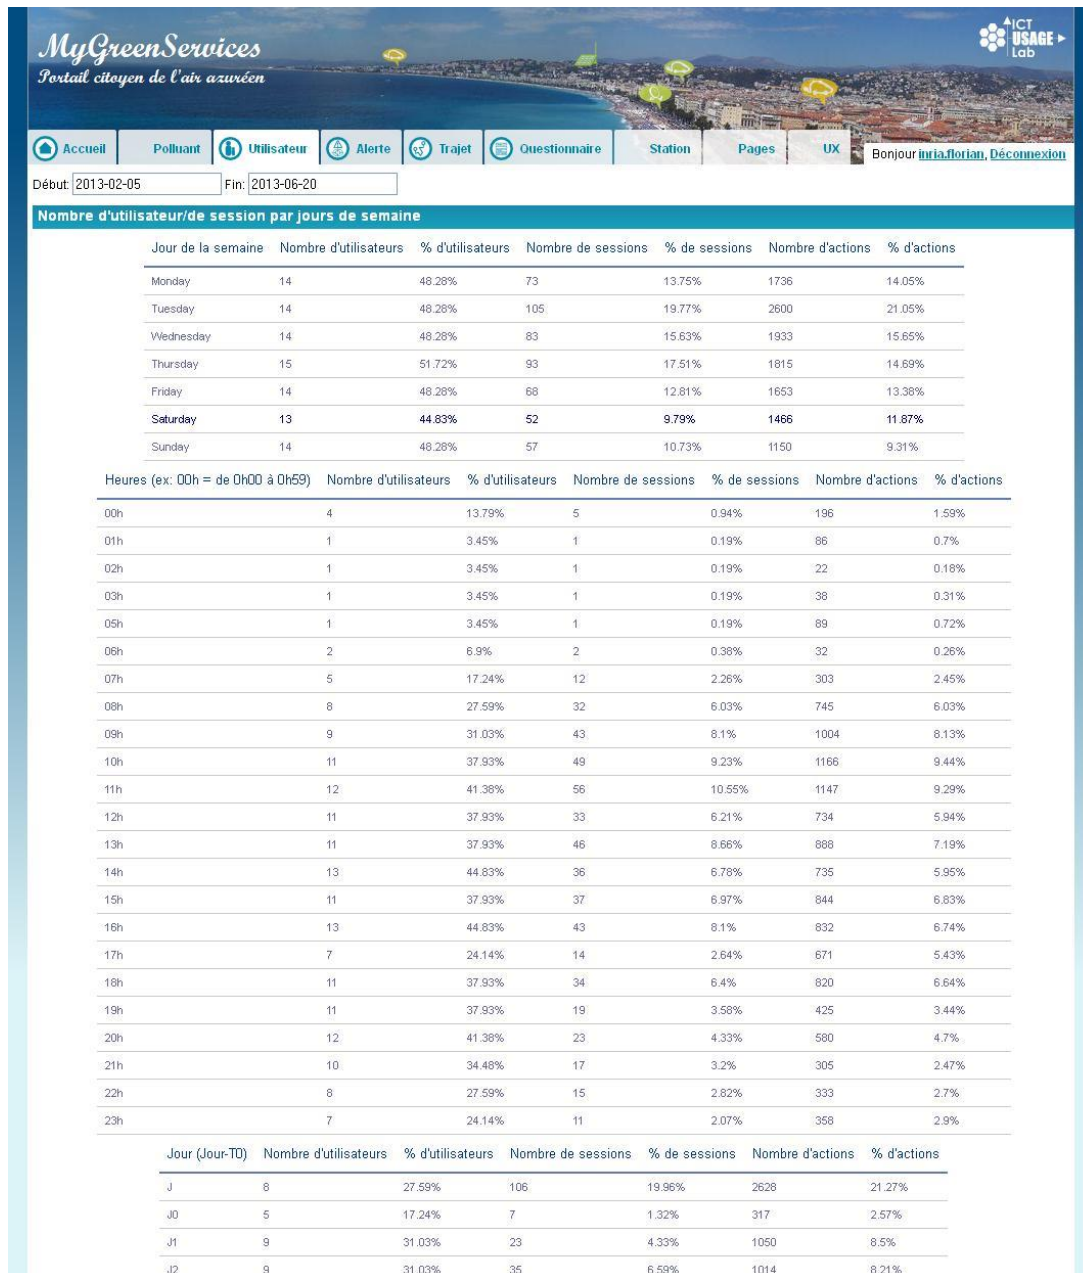 MyGreenServices
Portail citoyen de l'air azuréen
ICT
USAGE
Lab
Accueil Polluant Utilisateur Alerte Trajet Questionnaire Station Pages UX Bonjour inria.florian, Déconnexion
Début: 2013-02-05 Fin: 2013-06-20
Nombre d'utilisateur/de session par jours de semaine
Jour de la semaine Nombre d'utilisateurs % d'utilisateurs Nombre de sessions % de sessions Nombre d'actions % d'actions
Monday 14 48.28% 73 13.75% 1736 14.05%
Tuesday 14 48.28% 105 19.77% 2600 21.05%
Wednesday 14 48.28% 83 15.63% 1933 15.65%
Thursday 15 51.72% 93 17.51% 1815 14.69%
Friday 14 48.28% 68 12.81% 1653 13.38%
Saturday 13 44.83% 52 9.79% 1466 11.87%
Sunday 14 48.28% 57 10.73% 1150 9.31%
Heures (ex: 00h = de 0h00 à 0h59) Nombre d'utilisateurs % d'utilisateurs Nombre de sessions % de sessions Nombre d'actions % d'actions
00h 4 13.79% 5 0.94% 196 1.59%
01h 1 3.45% 1 0.19% 86 0.7%
02h 1 3.45% 1 0.19% 22 0.18%
03h 1 3.45% 1 0.19% 38 0.31%
05h 1 3.45% 1 0.19% 89 0.72%
06h 2 6.9% 2 0.38% 32 0.26%
07h 5 17.24% 12 2.26% 303 2.45%
08h 8 27.59% 32 6.03% 745 6.03%
09h 9 31.03% 43 8.1% 1004 8.13%
10h 11 37.93% 49 9.23% 1166 9.44%
11h 12 41.38% 56 10.55% 1147 9.29%
12h 11 37.93% 33 6.21% 734 5.94%
13h 11 37.93% 46 8.66% 888 7.19%
14h 13 44.83% 36 6.78% 735 5.95%
15h 11 37.93% 37 6.97% 844 6.83%
16h 13 44.83% 43 8.1% 832 6.74%
17h 7 24.14% 14 2.64% 671 5.43%
18h 11 37.93% 34 6.4% 820 6.64%
19h 11 37.93% 19 3.58% 425 3.44%
20h 12 41.38% 23 4.33% 580 4.7%
21h 10 34.48% 17 3.2% 305 2.47%
22h 8 27.59% 15 2.82% 333 2.7%
23h 7 24.14% 11 2.07% 358 2.9%
Jour (Jour-T0) Nombre d'utilisateurs % d'utilisateurs Nombre de sessions % de sessions Nombre d'actions % d'actions
J 8 27.59% 106 19.96% 2628 21.27%
J0 5 17.24% 7 1.32% 317 2.57%
J1 9 31.03% 23 4.33% 1050 8.5%
J2 9 31.03% 35 6.59% 1014 8.21%